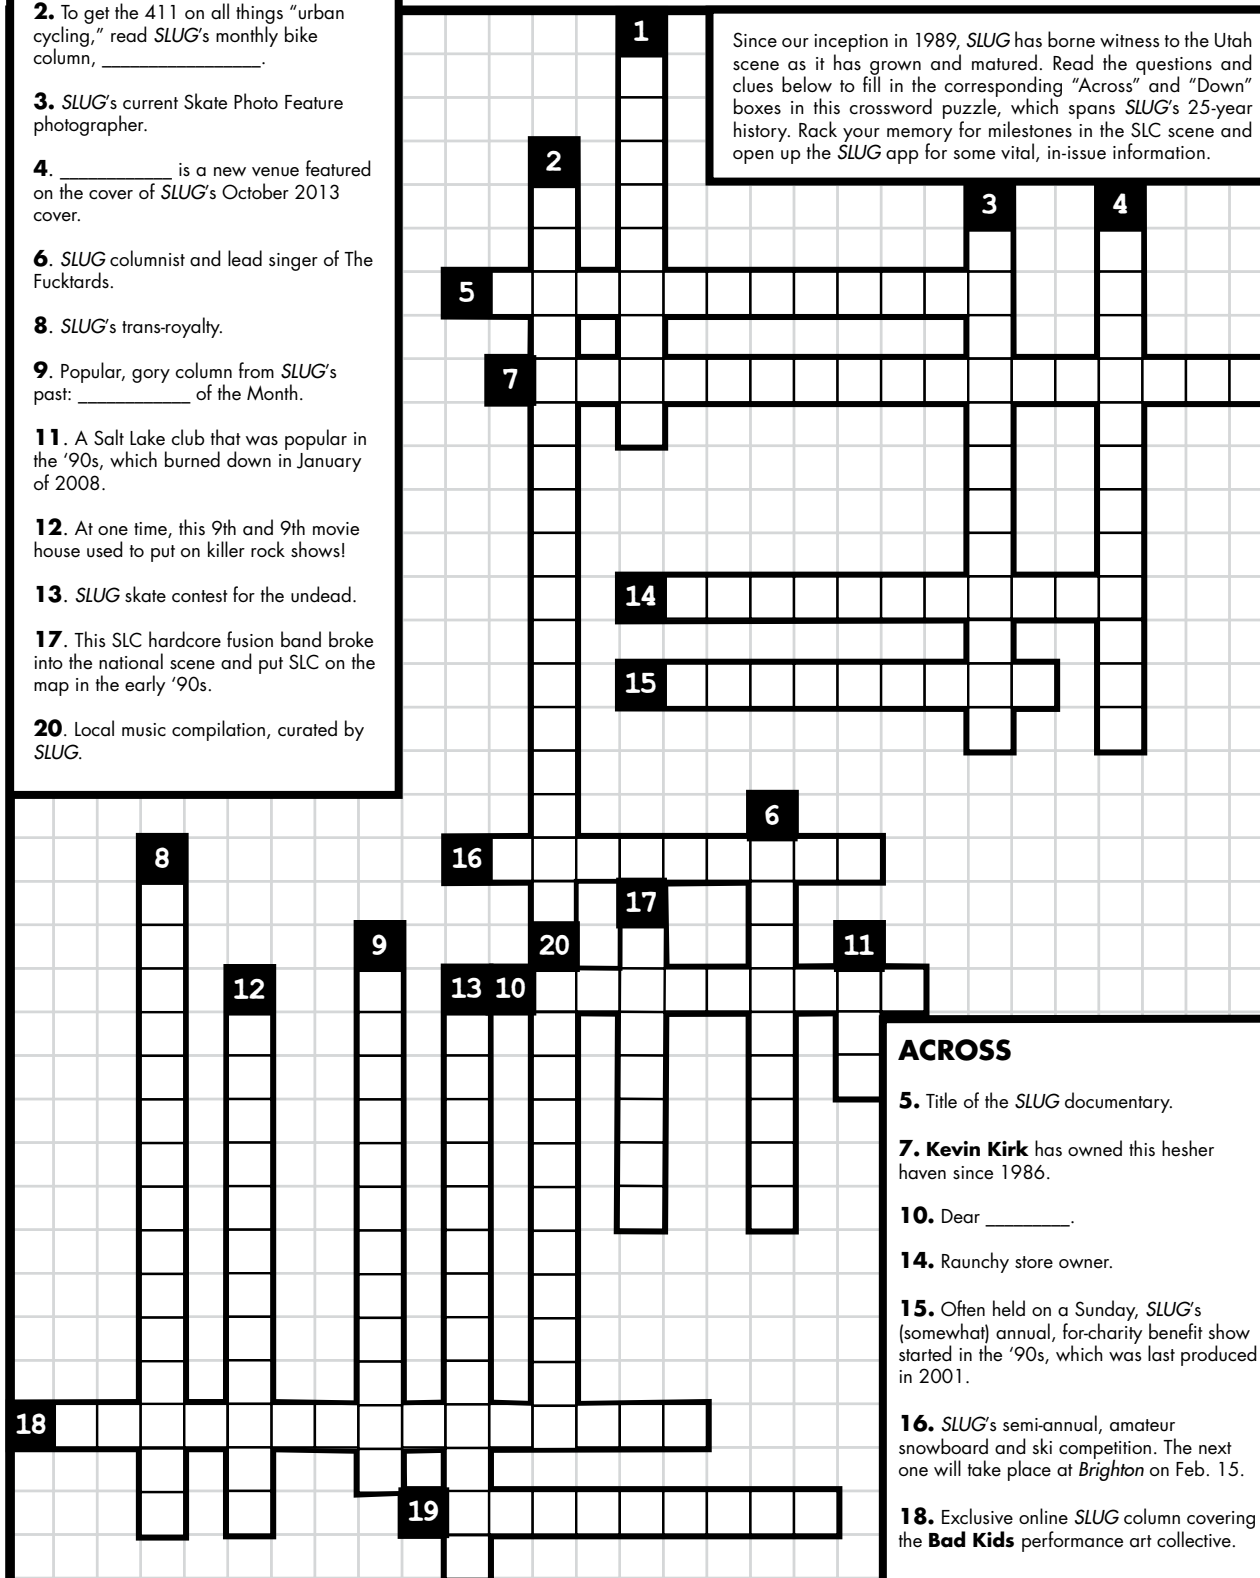 2. To get the 411 on all things “urban
cycling,” read SLUG’s monthly bike
column, _________________.
3. SLUG’s current Skate Photo Feature
photographer.
4. ____________ is a new venue featured
on the cover of SLUG’s October 2013
cover.
6. SLUG columnist and lead singer of The
Fucktards.
8. SLUG’s trans-royalty.
9. Popular, gory column from SLUG’s
past: ____________ of the Month.
11. A Salt Lake club that was popular in
the ‘90s, which burned down in January
of 2008.
12. At one time, this 9th and 9th movie
house used to put on killer rock shows!
13. SLUG skate contest for the undead.
17. This SLC hardcore fusion band broke
into the national scene and put SLC on the
map in the early ‘90s.
20. Local music compilation, curated by
SLUG.
Since our inception in 1989, SLUG has borne witness to the Utah
scene as it has grown and matured. Read the questions and
clues below to fill in the corresponding “Across” and “Down”
boxes in this crossword puzzle, which spans SLUG’s 25-year
history. Rack your memory for milestones in the SLC scene and
open up the SLUG app for some vital, in-issue information.
1
2
3 4
5
7
14
15
6
8 16
17
9 20 11
12 13 10
18
19
ACROSS
5. Title of the SLUG documentary.
7. Kevin Kirk has owned this hesher
haven since 1986.
10. Dear _________.
14. Raunchy store owner.
15. Often held on a Sunday, SLUG’s
(somewhat) annual, for-charity benefit show
started in the ‘90s, which was last produced
in 2001.
16. SLUG’s semi-annual, amateur
snowboard and ski competition. The next
one will take place at Brighton on Feb. 15.
18. Exclusive online SLUG column covering
the Bad Kids performance art collective.